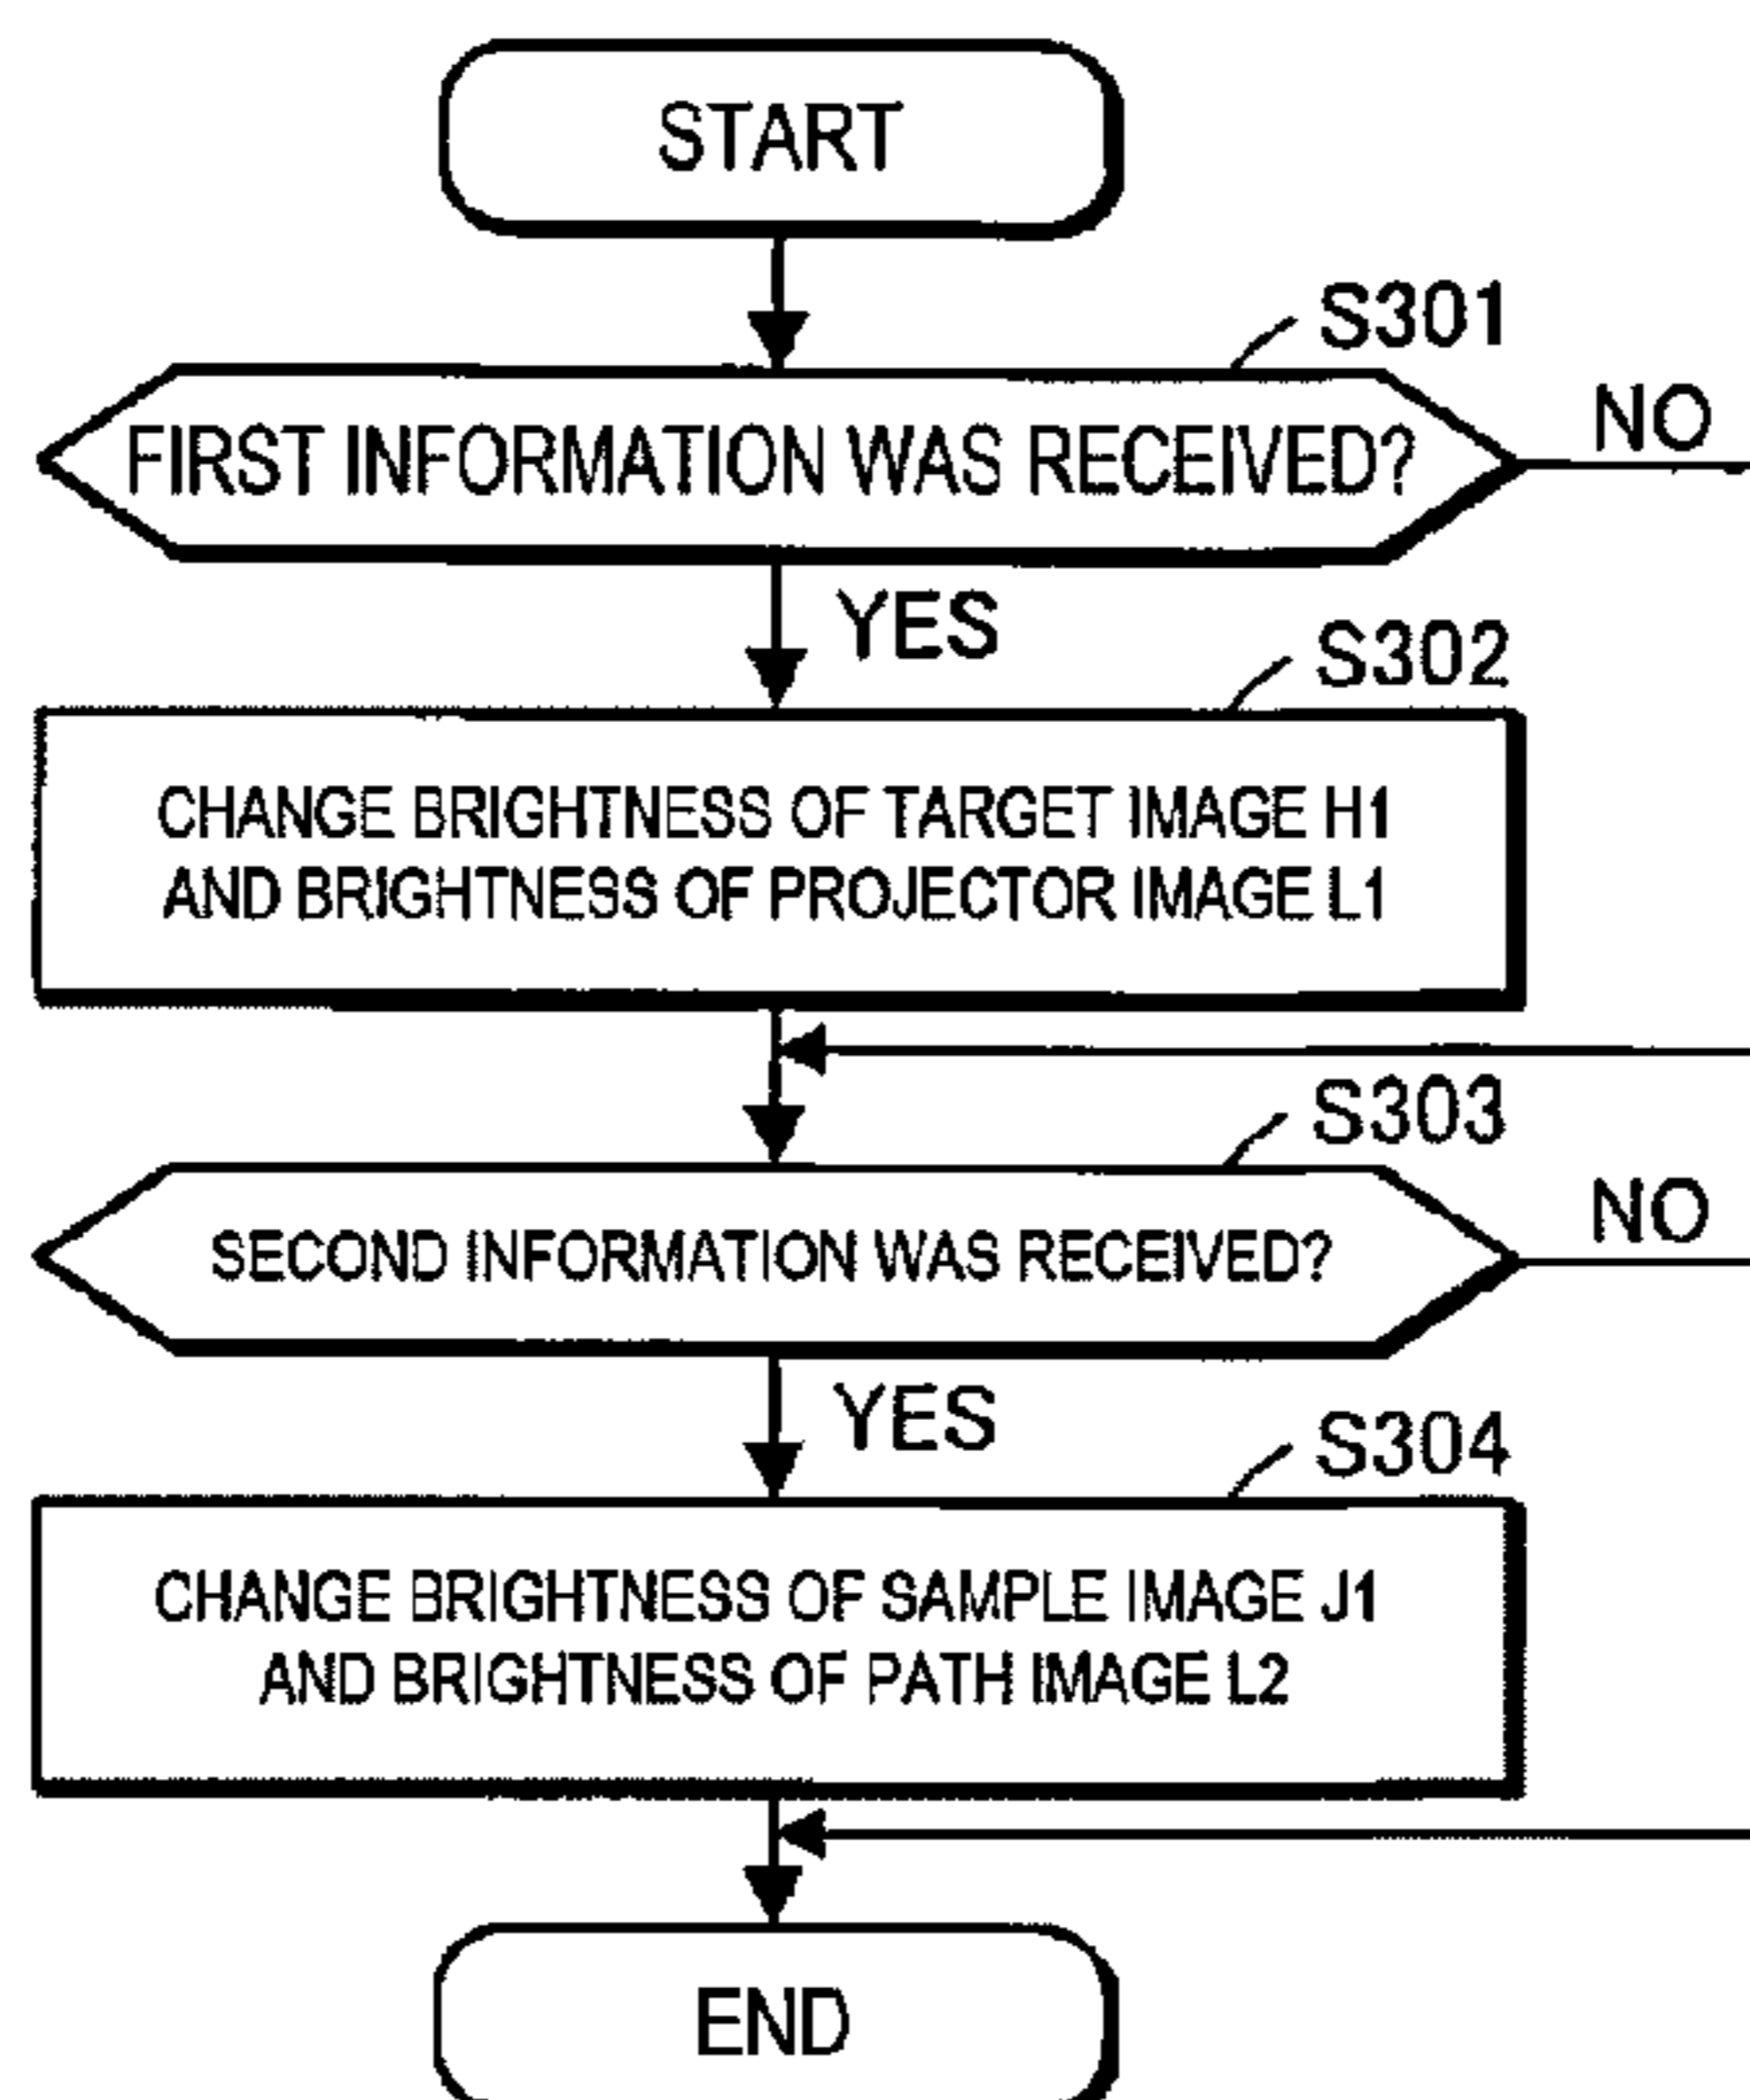 START
S301
FIRST INFORMATION WAS RECEIVED?
NO
YES
S302
CHANGE BRIGHTNESS OF TARGET IMAGE H1
AND BRIGHTNESS OF PROJECTOR IMAGE L1
S303
SECOND INFORMATION WAS RECEIVED?
NO
YES
S304
CHANGE BRIGHTNESS OF SAMPLE IMAGE J1
AND BRIGHTNESS OF PATH IMAGE L2
END